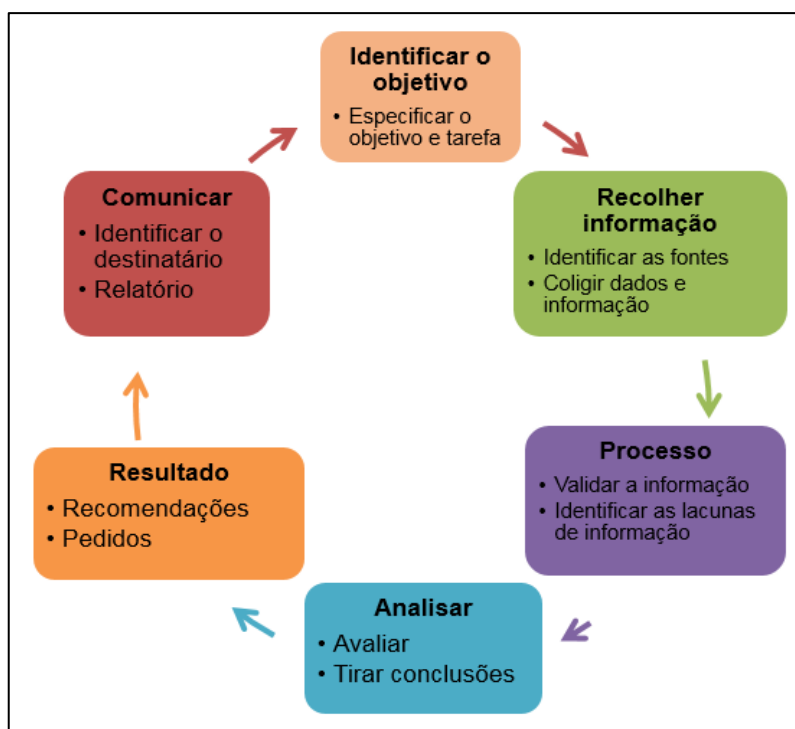 Identificar o
objetivo
• Especificar o
objetivo e tarefa
Recolher
informação
• Identificar as fontes
• Coligir dados e
informação
Processo
• Validar a informação
• Identificar as lacunas
de informação
Analisar
• Avaliar
• Tirar conclusões
Resultado
• Recomendações
• Pedidos
Comunicar
• Identificar o
destinatário
• Relatório